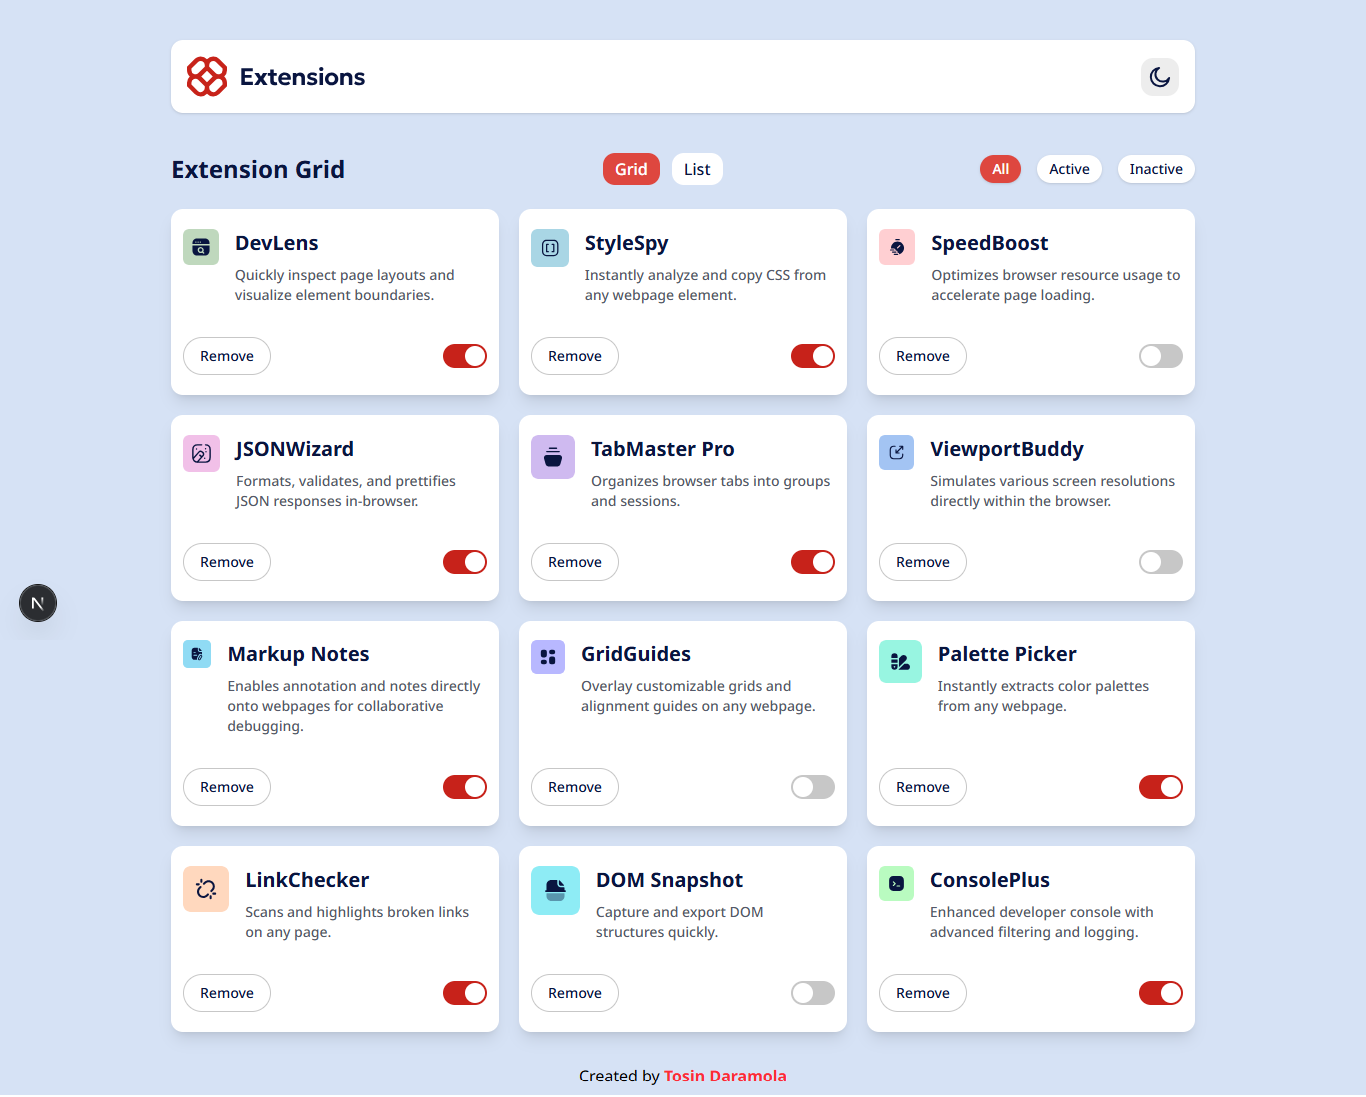 Extensions
Extension Grid
Grid
List
All
Active
Inactive
DevLens
Quickly inspect page layouts and
visualize element boundaries.
Remove
StyleSpy
Instantly analyze and copy CSS from
any webpage element.
Remove
SpeedBoost
Optimizes browser resource usage to
accelerate page loading.
Remove
JSONWizard
Formats, validates, and prettifies
JSON responses in-browser.
Remove
TabMaster Pro
Organizes browser tabs into groups
and sessions.
Remove
ViewportBuddy
Simulates various screen resolutions
directly within the browser.
Remove
N
Markup Notes
Enables annotation and notes directly
onto webpages for collaborative
debugging.
Remove
GridGuides
Overlay customizable grids and
alignment guides on any webpage.
Remove
Palette Picker
Instantly extracts color palettes
from any webpage.
Remove
LinkChecker
Scans and highlights broken links
on any page.
Remove
DOM Snapshot
Capture and export DOM
structures quickly.
Remove
ConsolePlus
Enhanced developer console with
advanced filtering and logging.
Remove
Created by Tosin Daramola